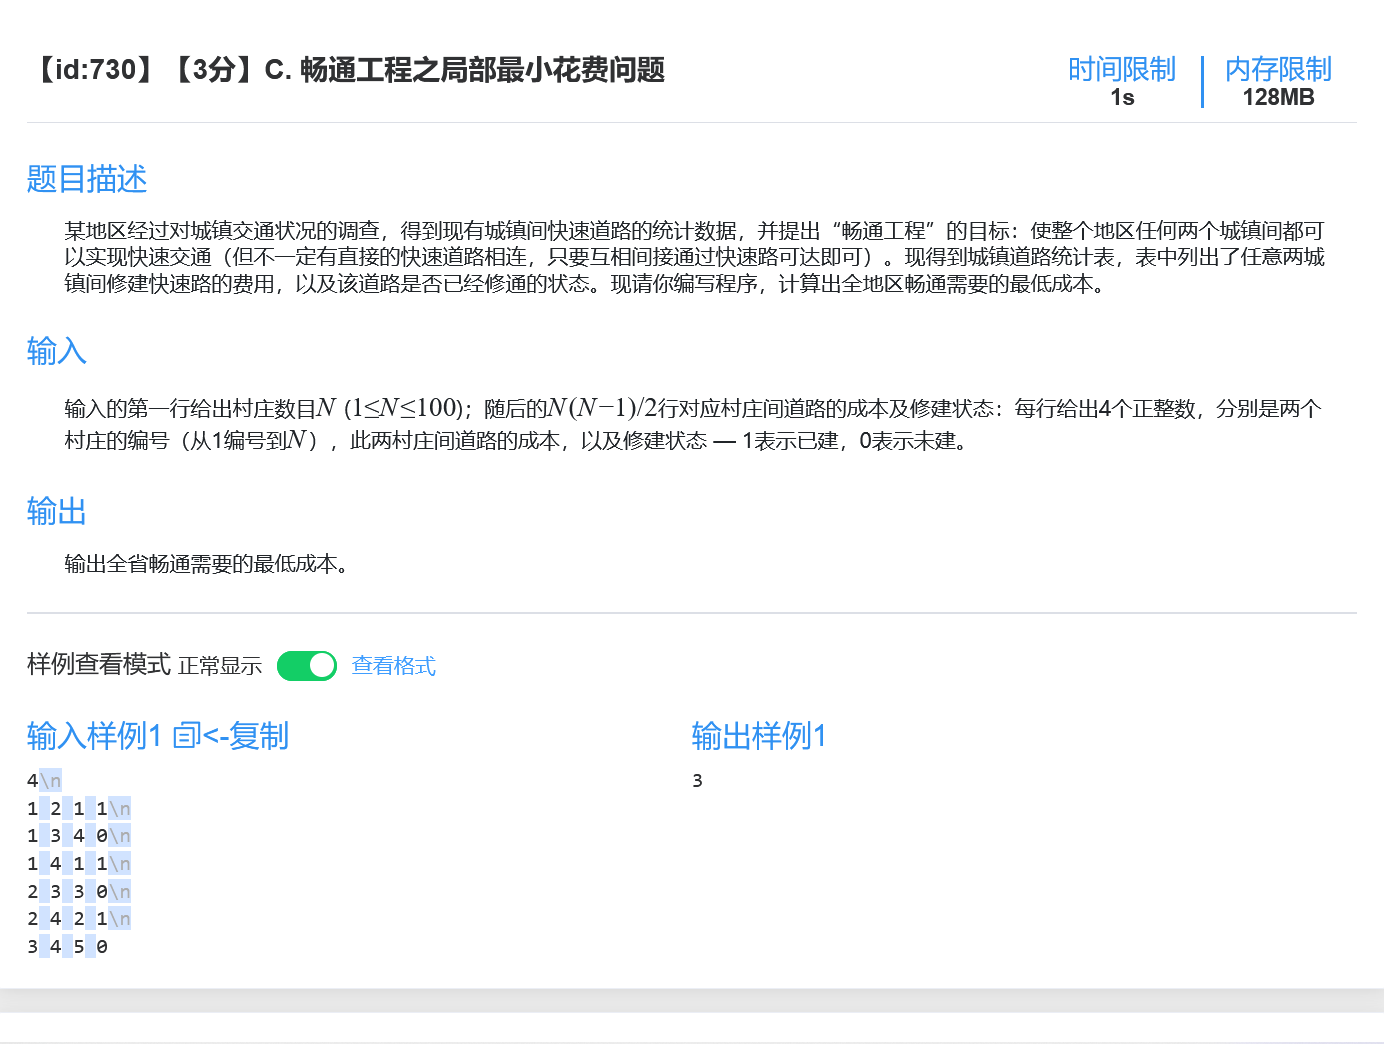 【id:730】【3分】C. 畅通工程之局部最小花费问题
时间限制
1s
内存限制
128MB
题目描述
某地区经过对城镇交通状况的调查，得到现有城镇间快速道路的统计数据，并提出“畅通工程”的目标：使整个地区任何两个城镇间都可
以实现快速交通（但不一定有直接的快速道路相连，只要互相间接通过快速路可达即可）。现得到城镇道路统计表，表中列出了任意两城
镇间修建快速路的费用，以及该道路是否已经修通的状态。现请你编写程序，计算出全地区畅通需要的最低成本。
输入
输入的第一行给出村庄数目N (1≤N≤100)；随后的N(N−1)/2行对应村庄间道路的成本及修建状态：每行给出4个正整数，分别是两个
村庄的编号（从1编号到N），此两村庄间道路的成本，以及修建状态 — 1表示已建，0表示未建。
输出
输出全省畅通需要的最低成本。
样例查看模式 正常显示 查看格式
输入样例1 <-复制
4\n
1 2 1 1\n
1 3 4 0\n
1 4 1 1\n
2 3 3 0\n
2 4 2 1\n
3 4 5 0
输出样例1
3